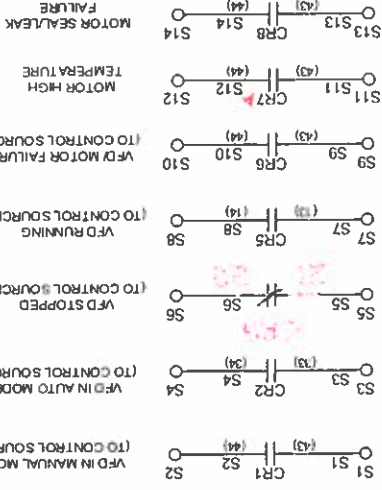 S1 S1 CR1 S2 S2
(43) (44)
VFD IN MANUAL MO
(TO CONTROL SOUR
S3 S3 CR2 S4 S4
(33) (34)
VFD IN AUTO MODE
(TO CONTROL SOUR
S5 S5 S6 S6
VFD STOPPED
(TO CONTROL SOURC
S7 S7 CR5 S8 S8
(13) (14)
VFD RUNNING
(TO CONTROL SOURC
S9 S9 CR6 S10 S10
(43) (44)
VFD/ MOTOR FAILUR
(TO CONTROL SOURC
S11 S11 CR7 S12 S12
(43) (44)
MOTOR HIGH
TEMPERATURE
S13 S13 CR8 S14 S14
(43) (44)
MOTOR SEAL/LEAK
FAILURE